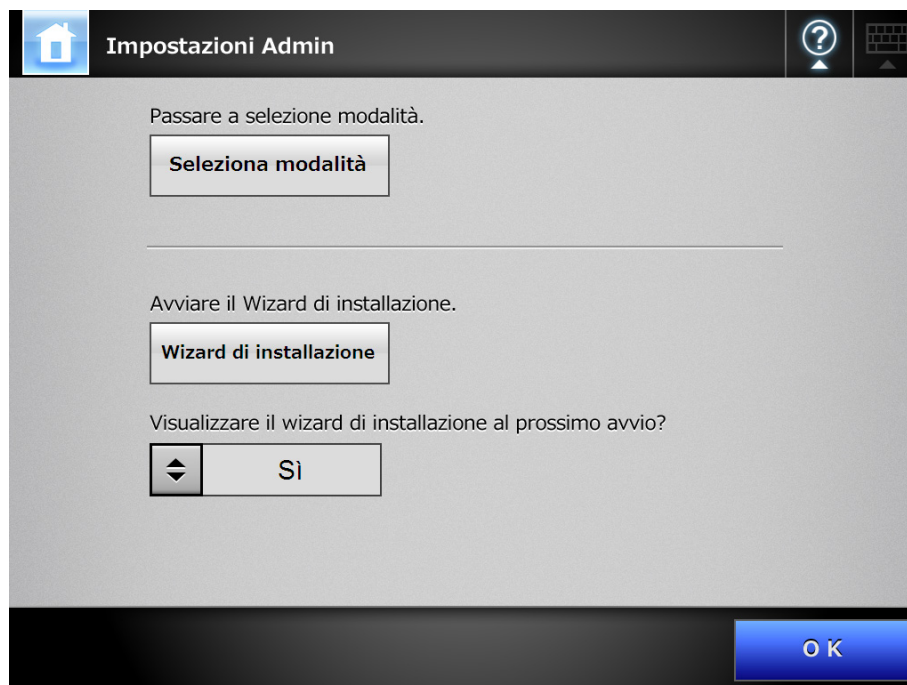 Impostazioni Admin
?
Passare a selezione modalità.
Seleziona modalità
Avviare il Wizard di installazione.
Wizard di installazione
Visualizzare il wizard di installazione al prossimo avvio?
Sì
OK